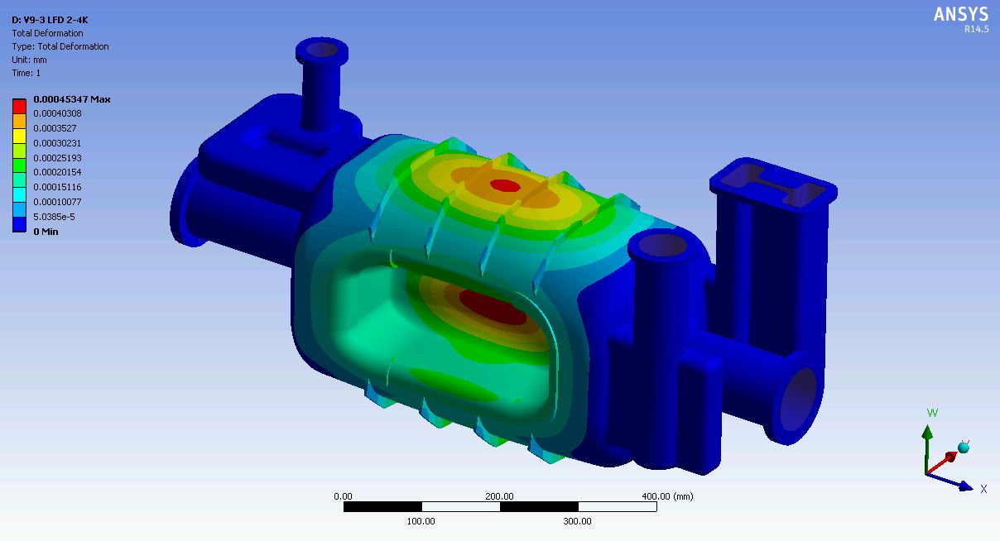 D: V9-3 LFD 2-4K
Total Deformation
Type: Total Deformation
Unit: mm
Time: 1
0.00045347 Max
0.00040308
0.0003527
0.00030231
0.00025193
0.00020154
0.00015116
0.00010077
5.0385e-5
0 Min
ANSYS
R14.5
0.00 200.00 400.00 (mm)
100.00 300.00
W
X